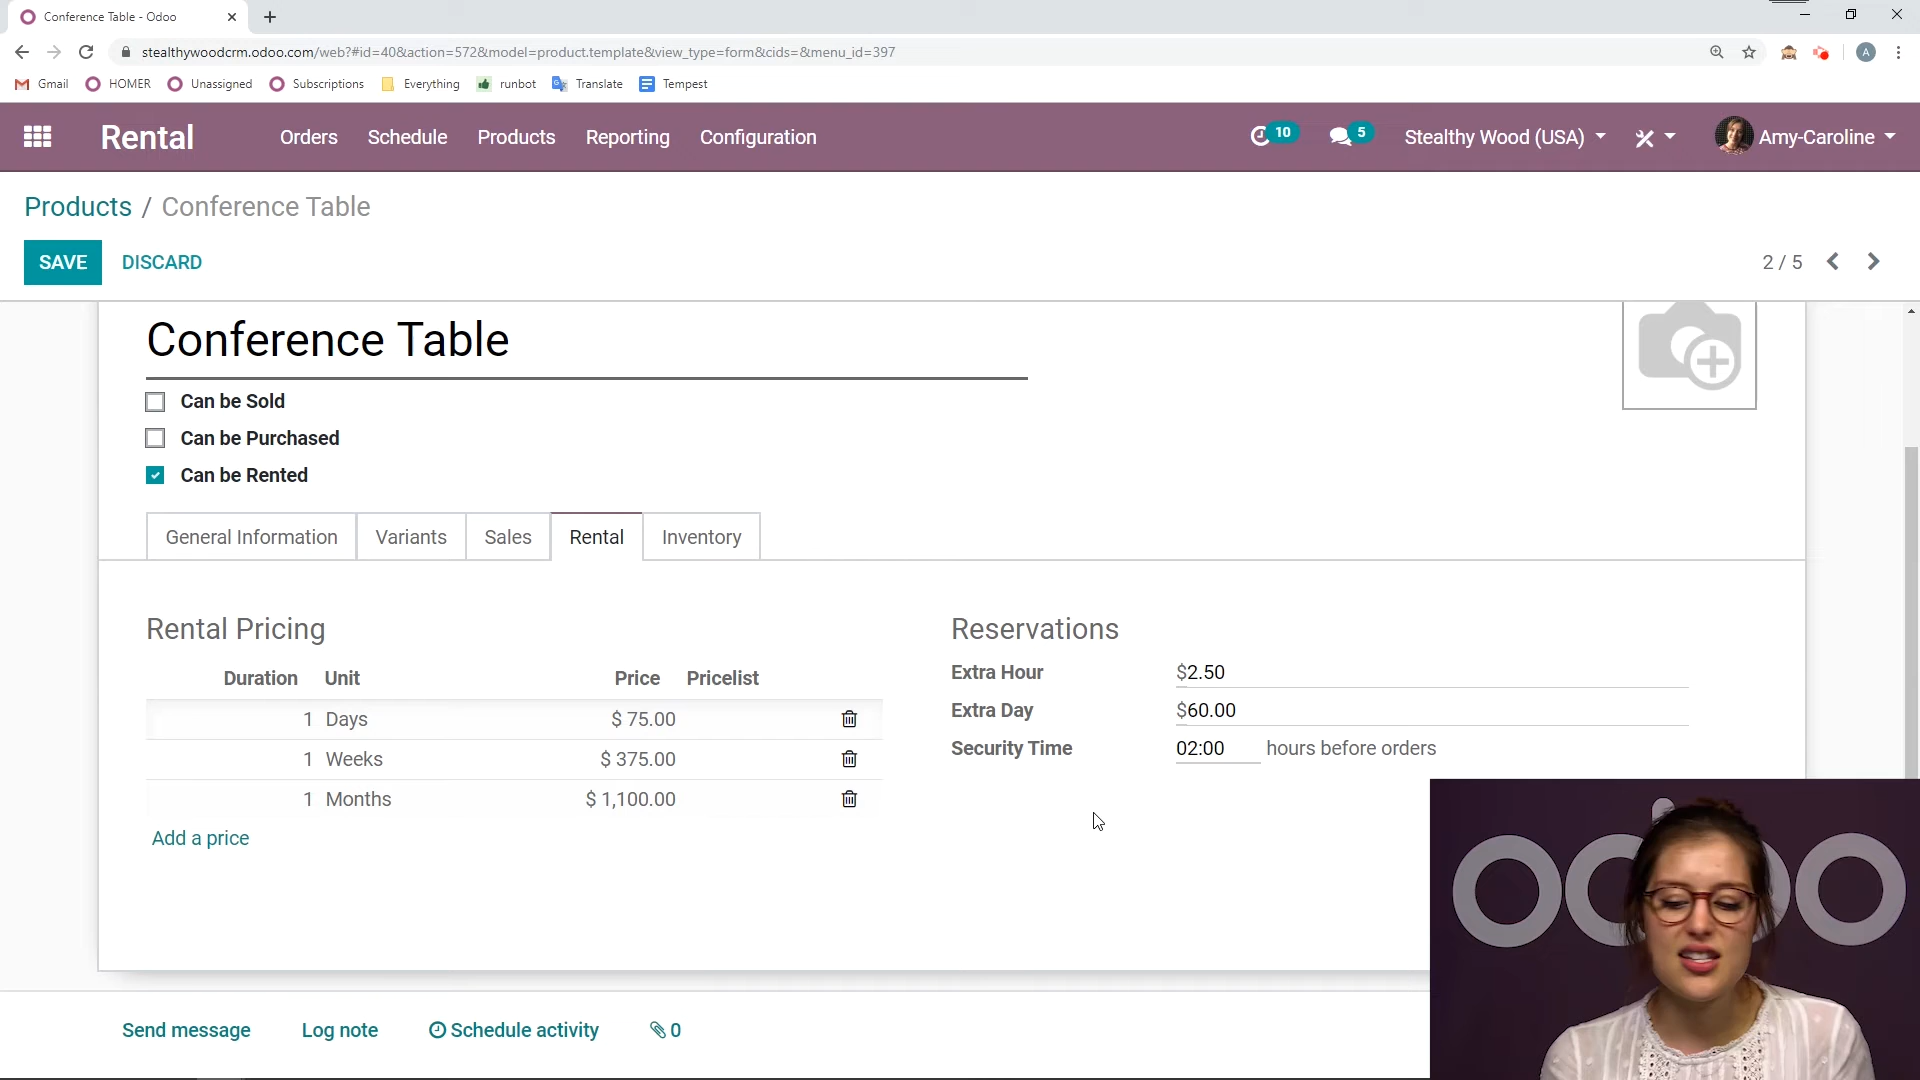 Conference Table - Odoo
stealthywoodcrm.odoo.com/web?#id=40&action=572&model=product.template&view_type=form&cids=&menu_id=397
A
Gmail HOMER Unassigned Subscriptions Everything runbot Translate Tempest
Rental Orders Schedule Products Reporting Configuration 10 5 Stealthy Wood (USA) Amy-Caroline
Products / Conference Table
SAVE DISCARD 2 / 5
Conference Table
Can be Sold
Can be Purchased
Can be Rented
General Information Variants Sales Rental Inventory
Rental Pricing
Duration Unit Price Pricelist
1 Days $ 75.00
1 Weeks $ 375.00
1 Months $ 1,100.00
Add a price
Reservations
Extra Hour $2.50
Extra Day $60.00
Security Time 02:00 hours before orders
odoo
Send message Log note Schedule activity 0